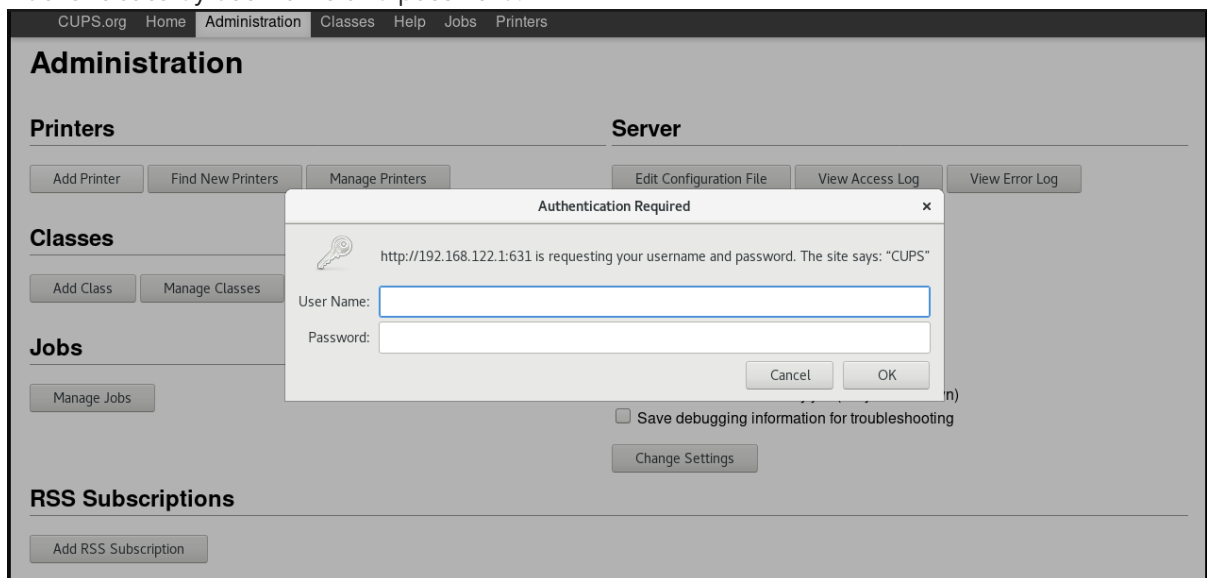 CUPS.org Home Administration Classes Help Jobs Printers
Administration
Printers
Add Printer Find New Printers Manage Printers
Server
Edit Configuration File View Access Log View Error Log
Authentication Required ×
http://192.168.122.1:631 is requesting your username and password. The site says: “CUPS”
User Name:
Password:
Cancel OK
Classes
Add Class Manage Classes
Jobs
Manage Jobs
Save debugging information for troubleshooting
Change Settings
RSS Subscriptions
Add RSS Subscription